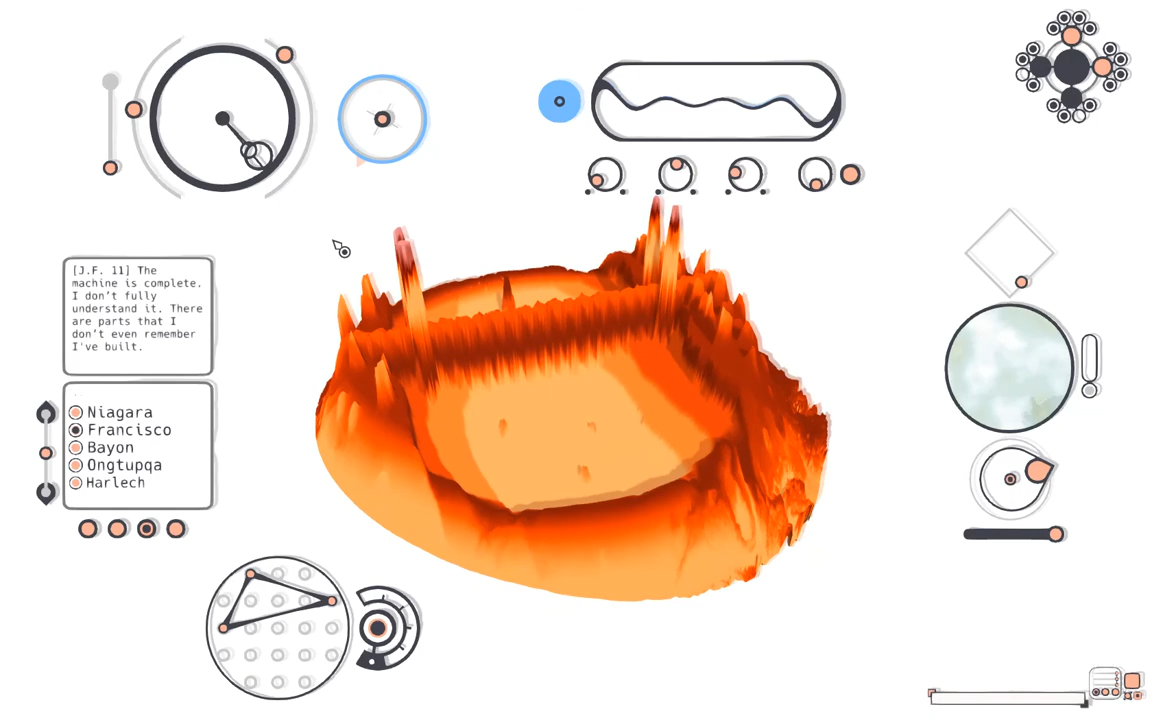 [J.F. 11] The
machine is complete.
I don't fully
understand it. There
are parts that I
don't even remember
I've built.
Niagara
Francisco
Bayon
Ongtupqa
Harlech